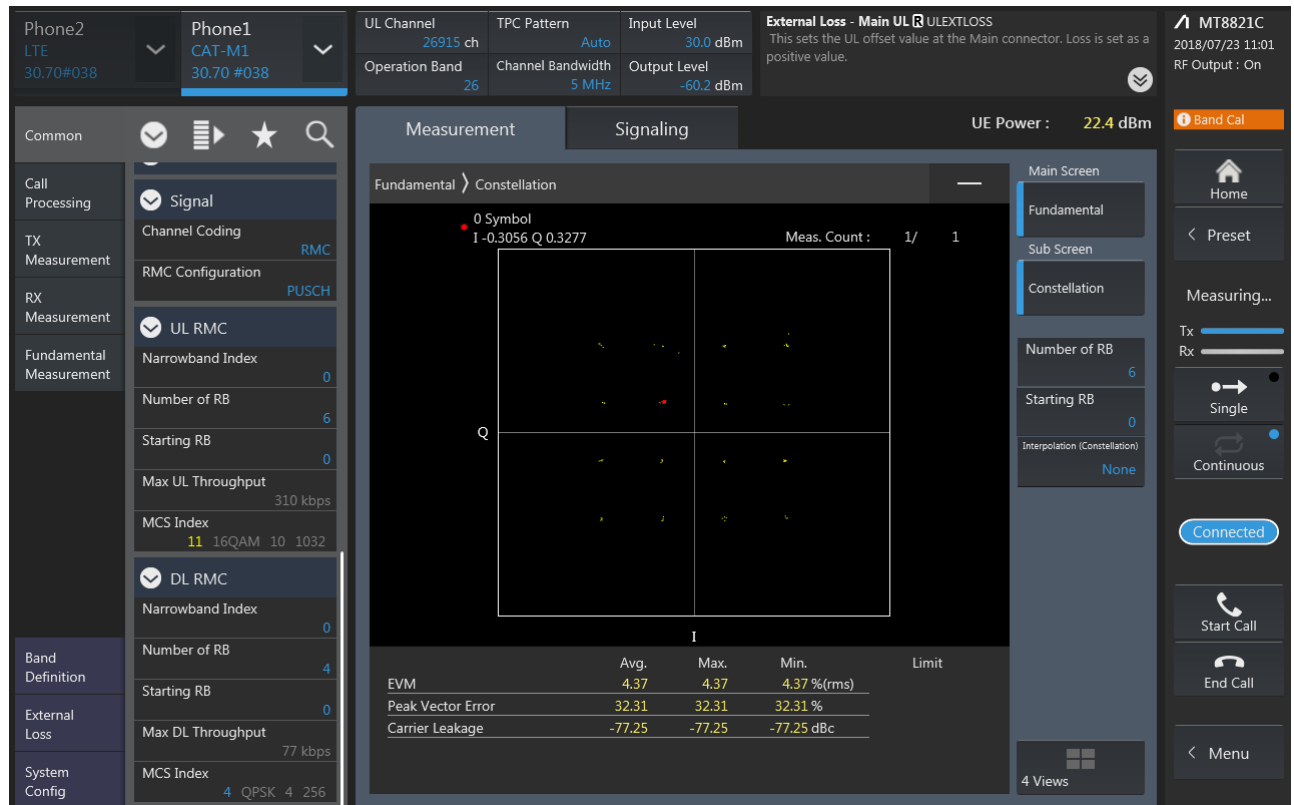 Phone2
LTE
30.70#038
Phone1
CAT-M1
30.70 #038
UL Channel
26915 ch
TPC Pattern
Auto
Input Level
30.0 dBm
Operation Band
26
Channel Bandwidth
5 MHz
Output Level
-60.2 dBm
External Loss - Main UL R ULEXTLOSS
This sets the UL offset value at the Main connector. Loss is set as a
positive value.
MT8821C
2018/07/23 11:01
RF Output : On
Common
Call
Processing
TX
Measurement
RX
Measurement
Fundamental
Measurement
Band
Definition
External
Loss
System
Config
Signal
Channel Coding
RMC
RMC Configuration
PUSCH
UL RMC
Narrowband Index
0
Number of RB
6
Starting RB
0
Max UL Throughput
310 kbps
MCS Index
11 16QAM 10 1032
DL RMC
Narrowband Index
0
Number of RB
4
Starting RB
0
Max DL Throughput
77 kbps
MCS Index
4 QPSK 4 256
Measurement
Signaling
UE Power : 22.4 dBm
Fundamental 〉 Constellation
0 Symbol
I -0.3056 Q 0.3277
Meas. Count : 1/ 1
Q
I
Avg. Max. Min. Limit
EVM 4.37 4.37 4.37 %(rms)
Peak Vector Error 32.31 32.31 32.31 %
Carrier Leakage -77.25 -77.25 -77.25 dBc
Main Screen
Fundamental
Sub Screen
Constellation
Number of RB
6
Starting RB
0
Interpolation (Constellation)
None
4 Views
Band Cal
Home
< Preset
Measuring...
Tx
Rx
Single
Continuous
Connected
Start Call
End Call
< Menu